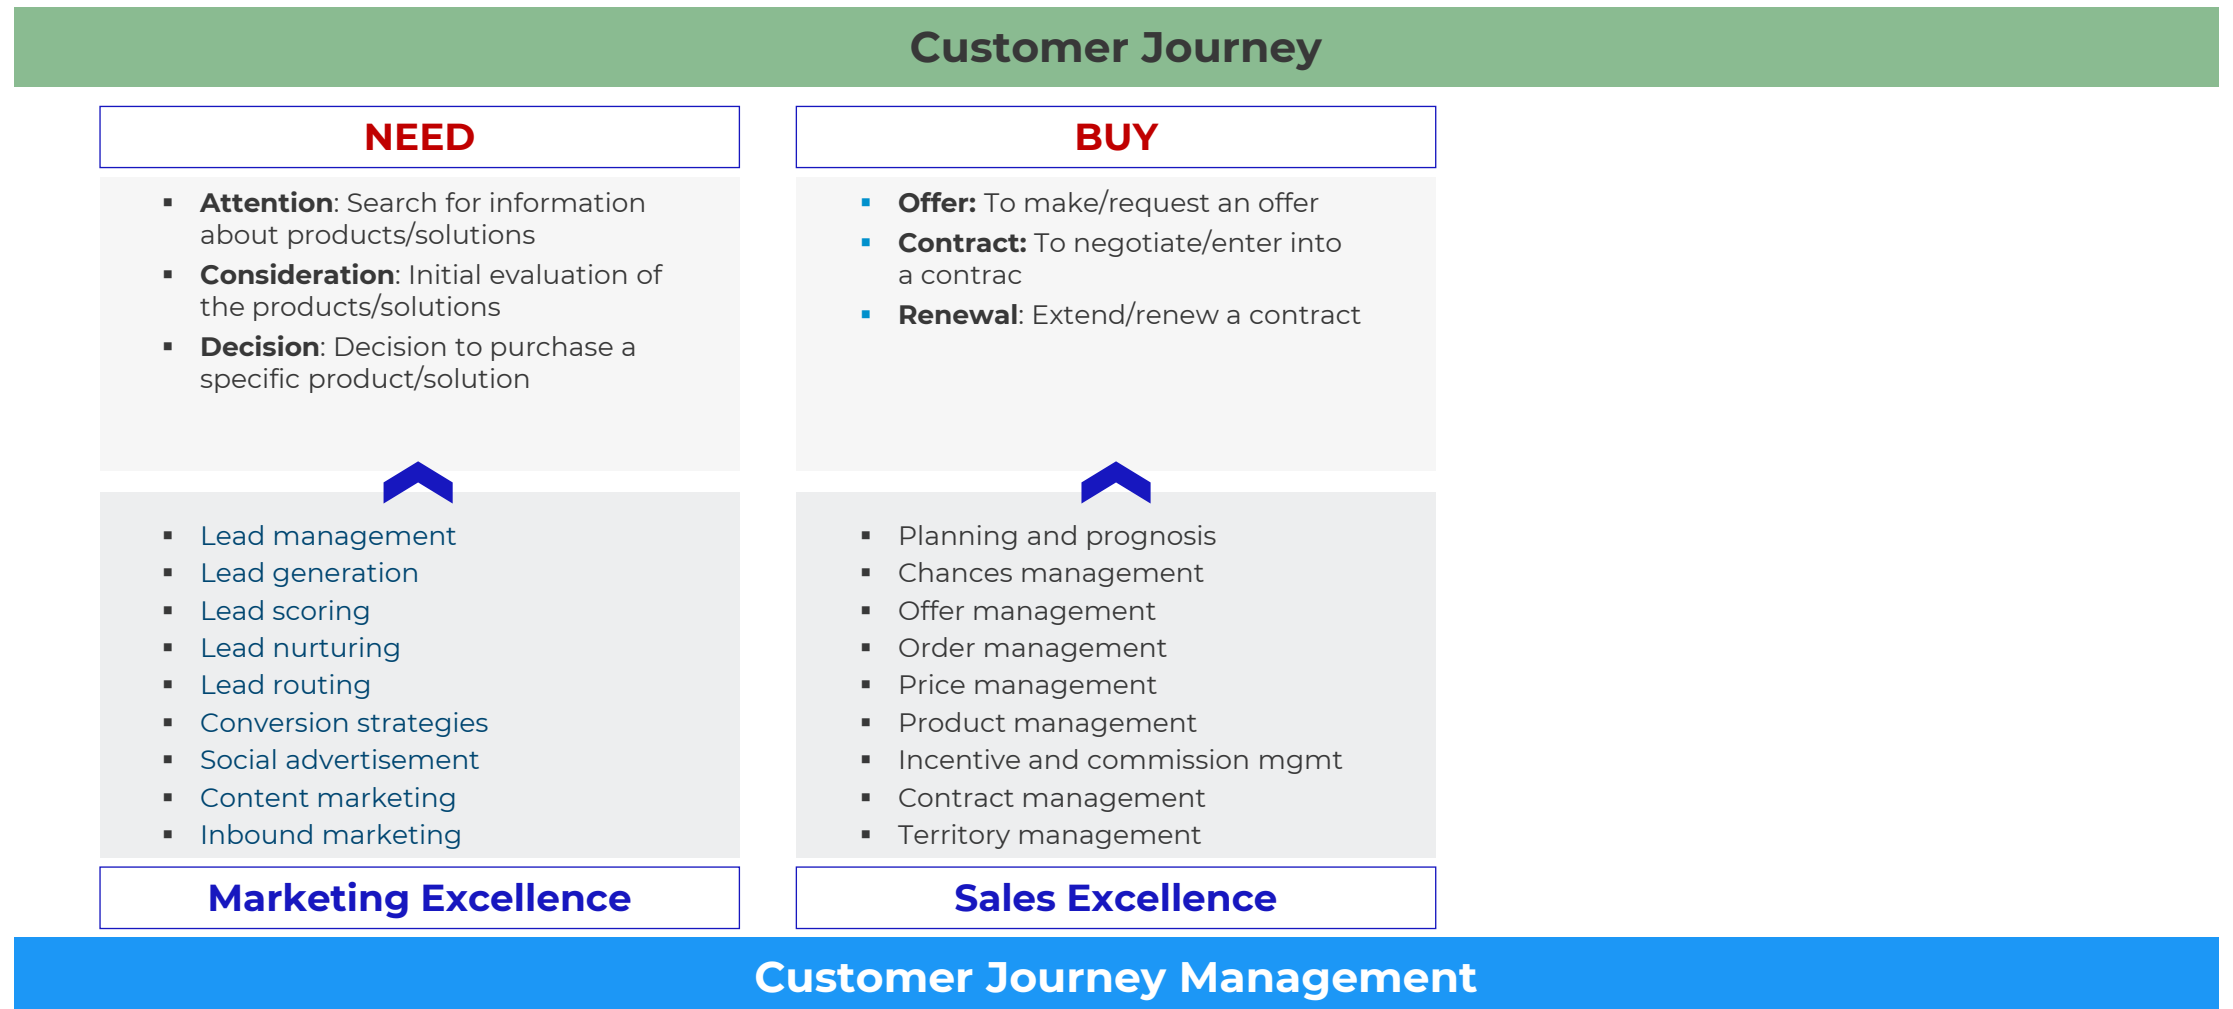 Customer Journey
NEED
▪ Attention: Search for information
about products/solutions
▪ Consideration: Initial evaluation of
the products/solutions
▪ Decision: Decision to purchase a
specific product/solution
▪ Lead management
▪ Lead generation
▪ Lead scoring
▪ Lead nurturing
▪ Lead routing
▪ Conversion strategies
▪ Social advertisement
▪ Content marketing
▪ Inbound marketing
Marketing Excellence
BUY
▪ Offer: To make/request an offer
▪ Contract: To negotiate/enter into
a contrac
▪ Renewal: Extend/renew a contract
▪ Planning and prognosis
▪ Chances management
▪ Offer management
▪ Order management
▪ Price management
▪ Product management
▪ Incentive and commission mgmt
▪ Contract management
▪ Territory management
Sales Excellence
Customer Journey Management